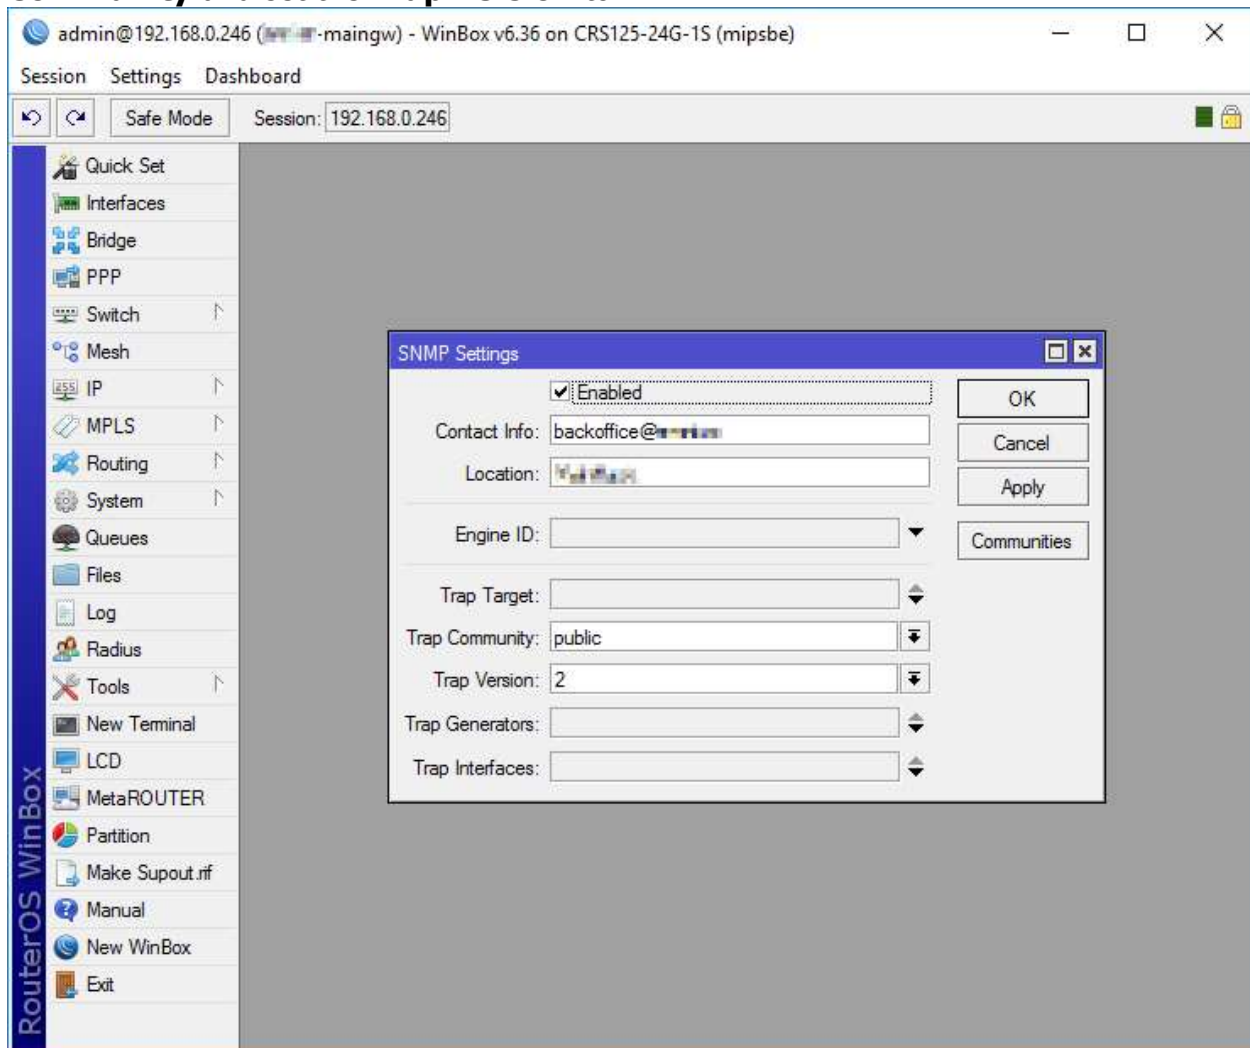 admin@192.168.0.246 ( -maingw) - WinBox v6.36 on CRS125-24G-1S (mipsbe)
Session Settings Dashboard
Safe Mode Session: 192.168.0.246
Quick Set
Interfaces
Bridge
PPP
Switch
Mesh
255 IP
MPLS
Routing
System
Queues
Files
Log
Radius
Tools
New Terminal
LCD
MetaROUTER
Partition
Make Supout.rif
Manual
New WinBox
Exit
RouterOS WinBox
SNMP Settings
Enabled
Contact Info: backoffice@
Location:
Engine ID:
Trap Target:
Trap Community: public
Trap Version: 2
Trap Generators:
Trap Interfaces:
OK
Cancel
Apply
Communities